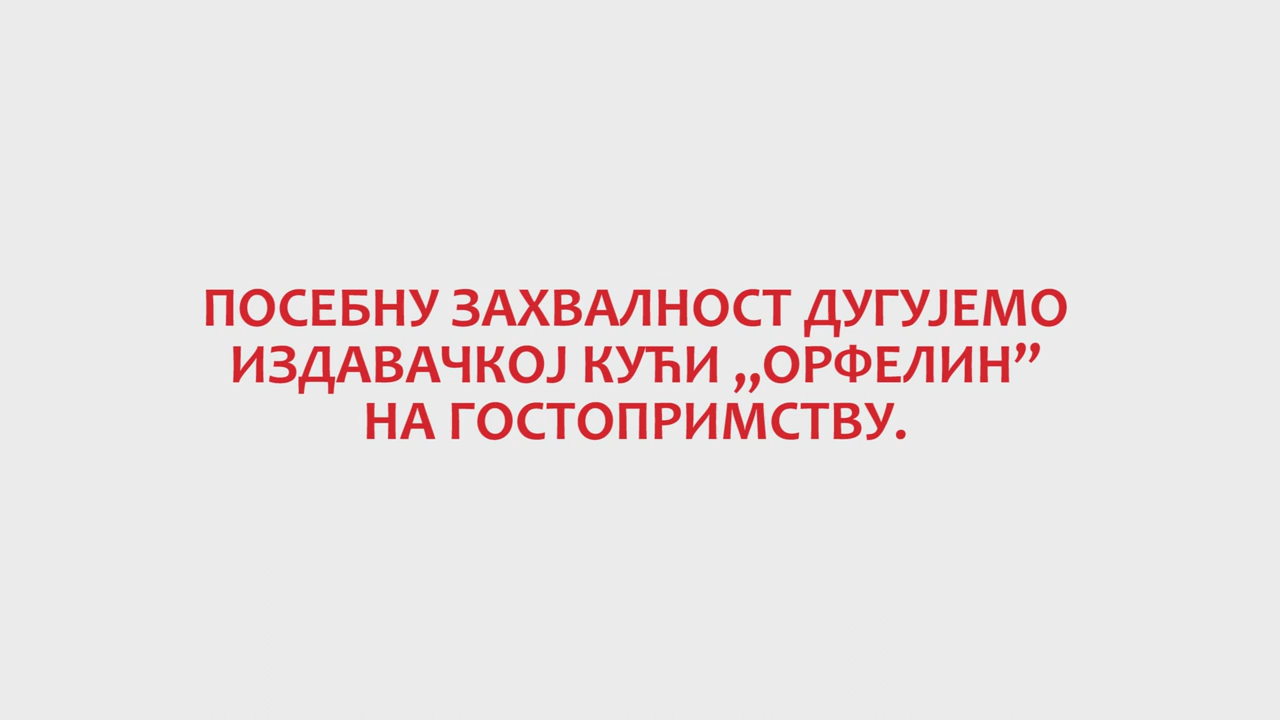 ПОСЕБНУ ЗАХВАЛНОСТ ДУГУЈЕМО
ИЗДАВАЧКОЈ КУЋИ ,,ОРФЕЛИН”
НА ГОСТОПРИМСТВУ.